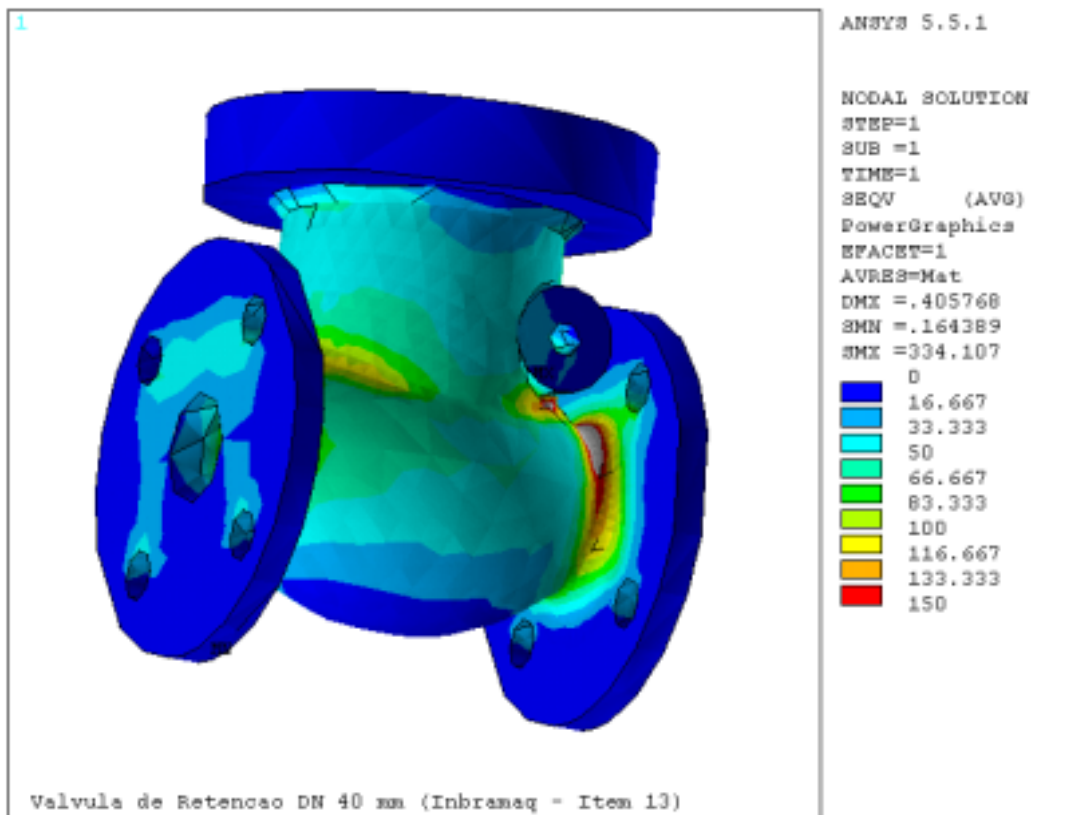 1
ANSYS 5.5.1
NODAL SOLUTION
STEP=1
SUB =1
TIME=1
SEQV (AVG)
PowerGraphics
EFACET=1
AVRES=Mat
DMX =.405768
SMN =.164389
SMX =334.107
0
16.667
33.333
50
66.667
83.333
100
116.667
133.333
150
Valvula de Retencao DN 40 mm (Inbramaq - Item 13)